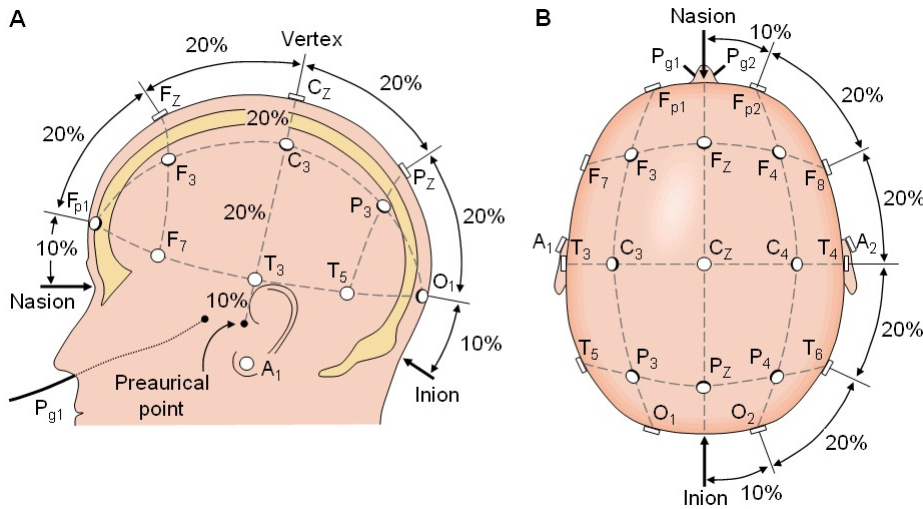 A
20%
Vertex
20%
FZ
CZ
20%
20%
C3
F3
PZ
Fp1
P3
20%
20%
10%
F7
T3
T5
O1
Nasion
10%
10%
A1
Preaurical
point
Inion
Pg1
B
Nasion
10%
Pg1
Pg2
Fp1
Fp2
20%
F7
F3
FZ
F4
F8
20%
A1
T3
C3
CZ
C4
T4
A2
20%
T5
P3
PZ
P4
T6
O1
O2
20%
10%
Inion